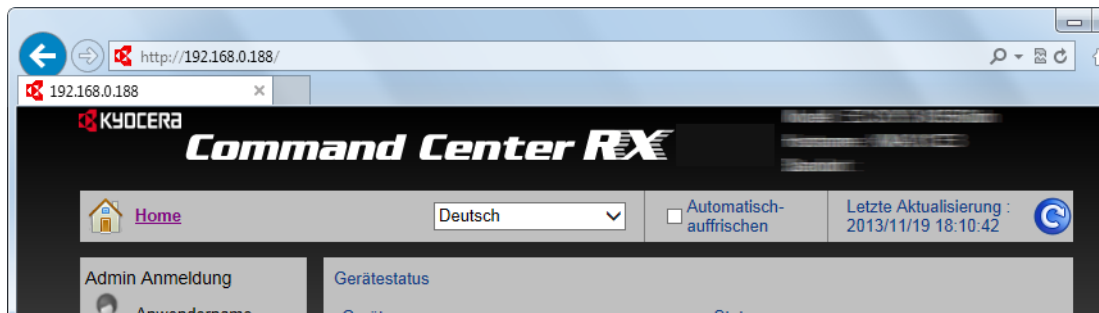 http://192.168.0.188/
192.168.0.188
KYOCERA
Command Center RX
Home
Deutsch
Automatisch-
auffrischen
Letzte Aktualisierung :
2013/11/19 18:10:42
Admin Anmeldung
Gerätestatus